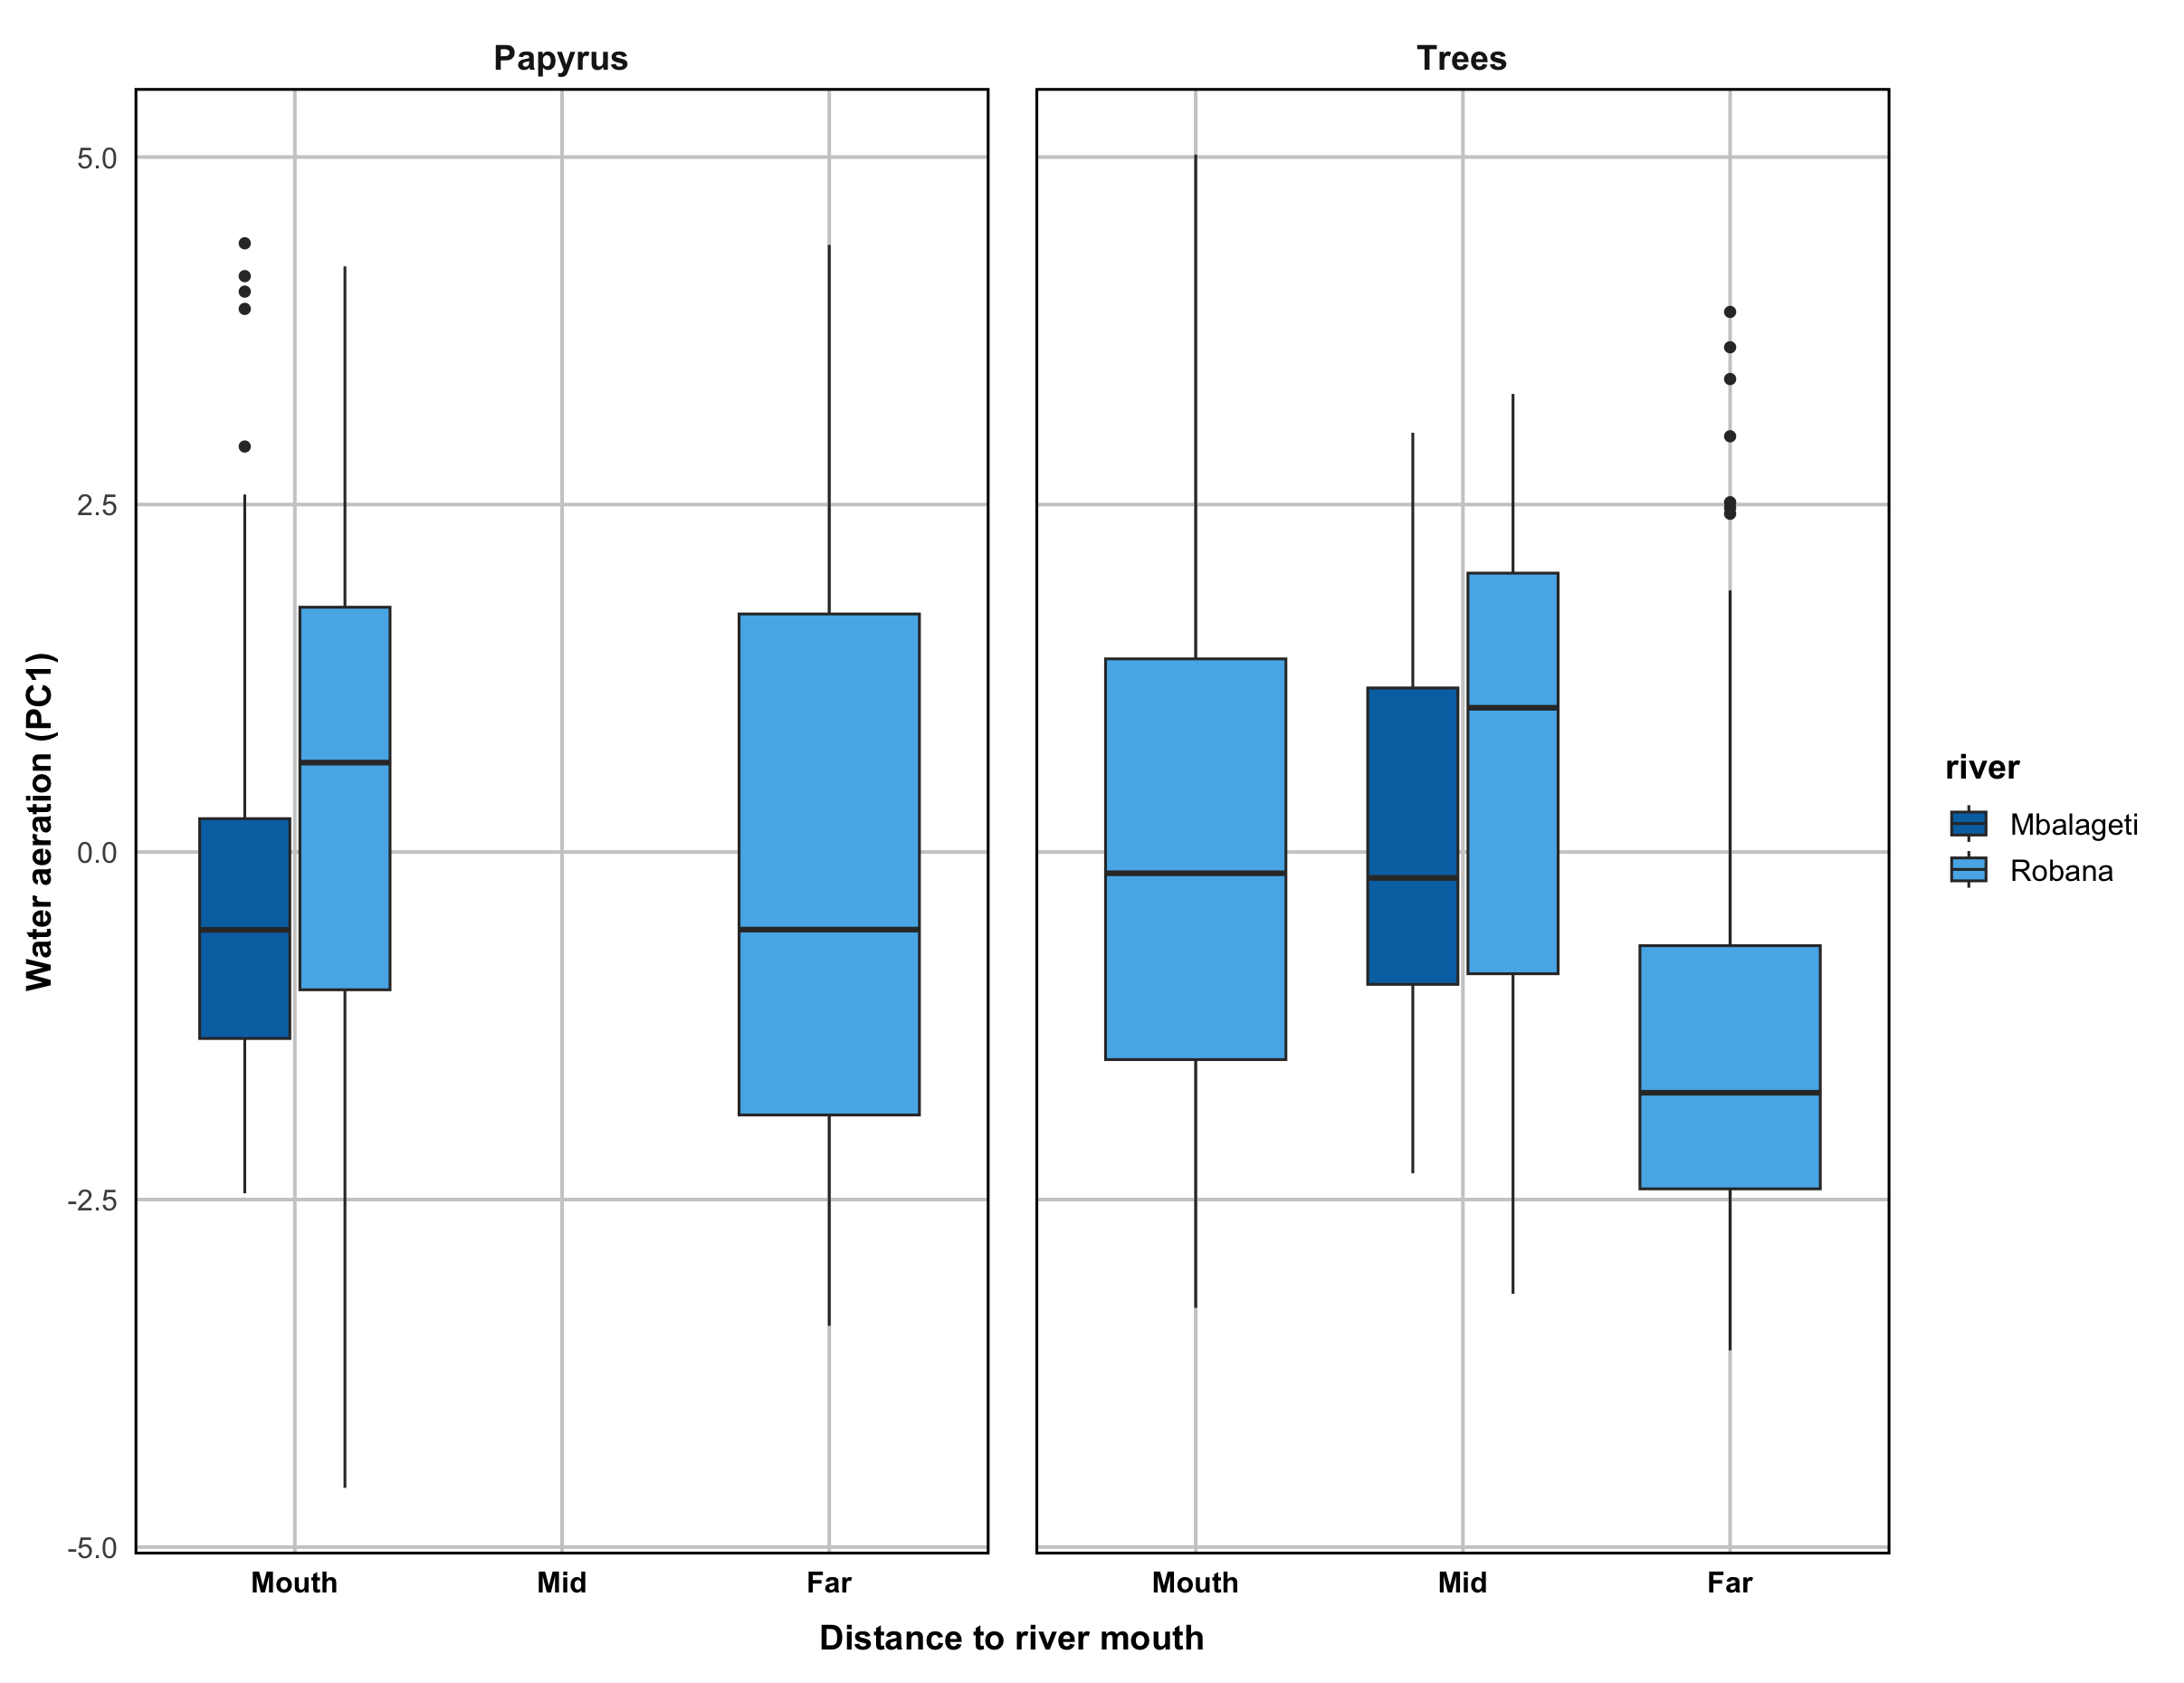 Papyrus
Trees
Water aeration (PC1)
5.0
2.5
0.0
-2.5
-5.0
Mouth Mid Far
Mouth Mid Far
Distance to river mouth
river
Mbalageti
Robana